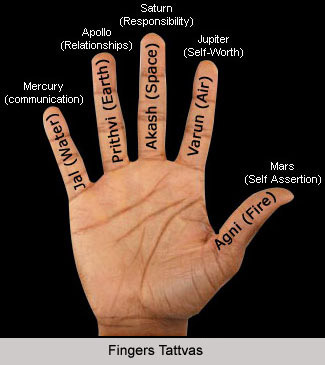 Saturn
(Responsibility)
Apollo
(Relationships)
Jupiter
(Self-Worth)
Mercury
(communication)
Mars
(Self Assertion)
Jal (Water)
Prithvi (Earth)
Akash (Space)
Varun (Air)
Agni (Fire)
Fingers Tattvas